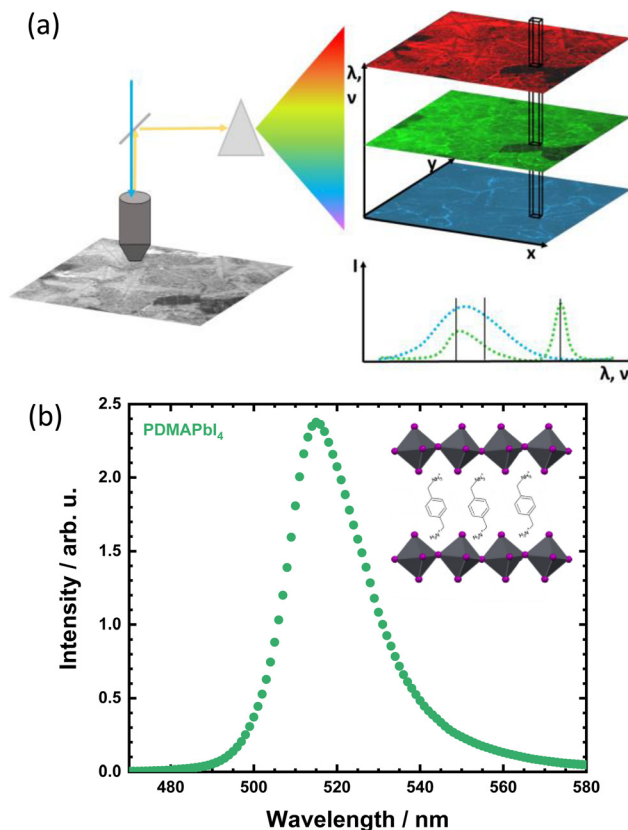 (a)
λ,
ν
y
x
I
λ, ν
(b)
PDMAPbI₄
2.5
2.0
1.5
1.0
0.5
0.0
Intensity / arb. u.
480
500
520
540
560
580
Wavelength / nm